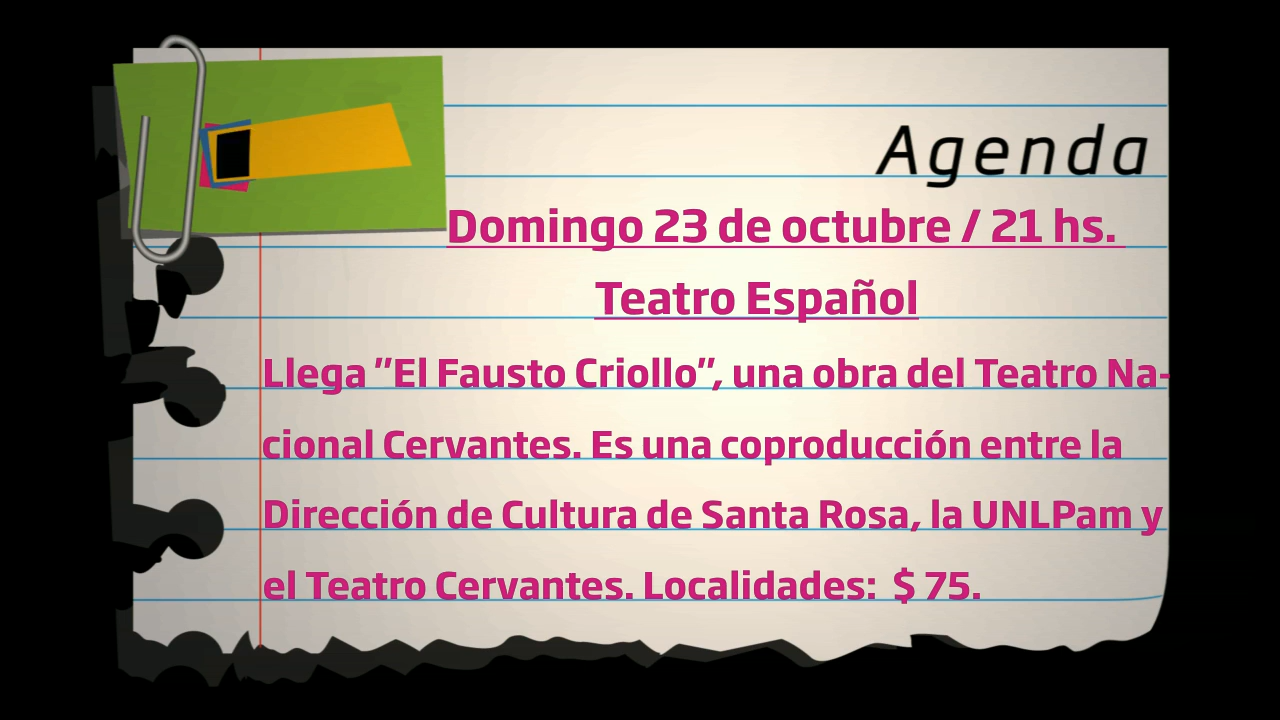 Agenda
Domingo 23 de octubre / 21 hs.
Teatro Español
Llega "El Fausto Criollo", una obra del Teatro Na-
cional Cervantes. Es una coproducción entre la
Dirección de Cultura de Santa Rosa, la UNLPam y
el Teatro Cervantes. Localidades: $ 75.